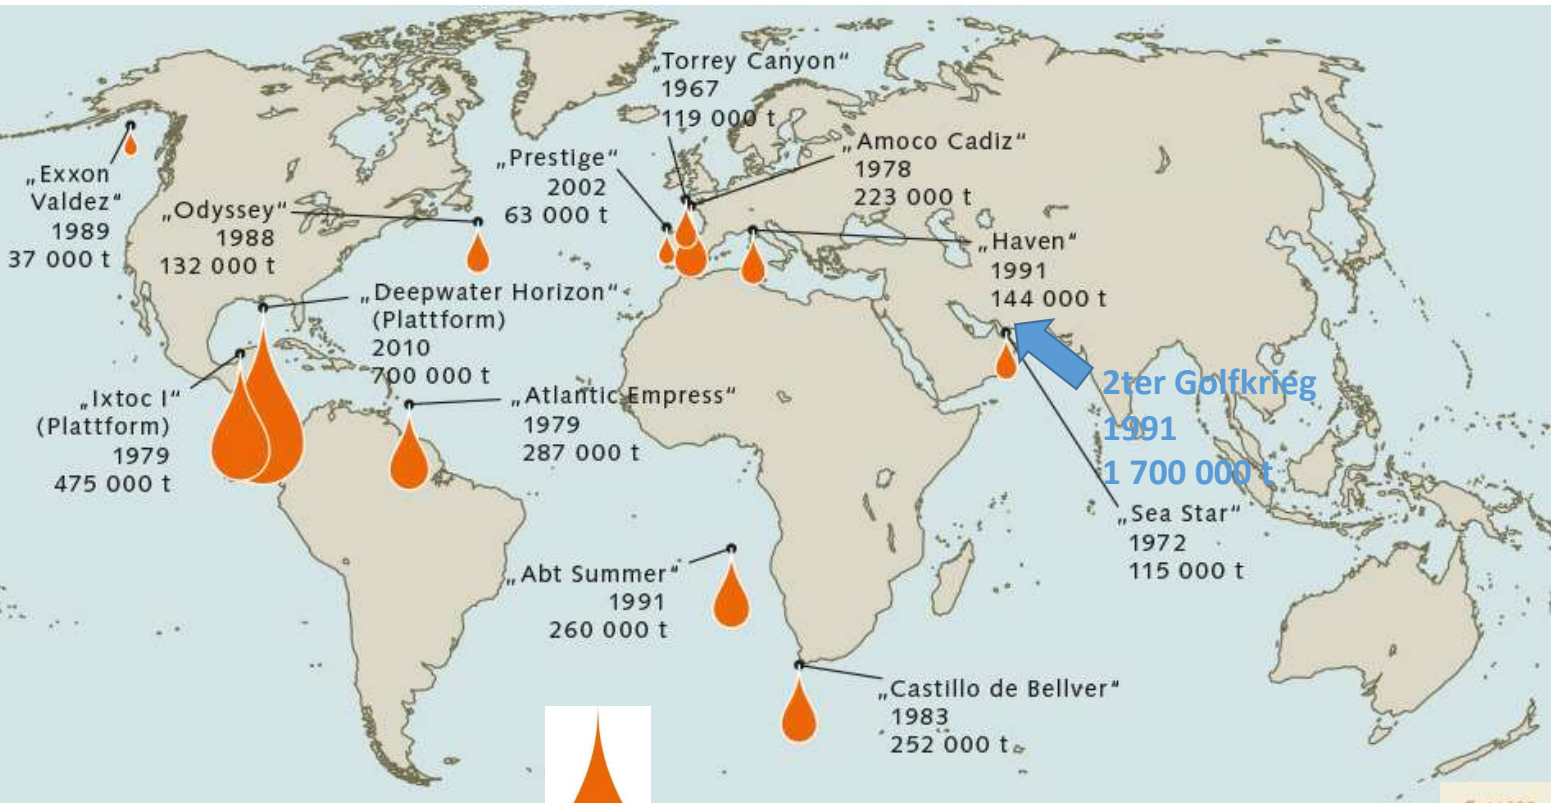 „Torrey Canyon“
1967
119 000 t
„Amoco Cadiz“
1978
223 000 t
„Prestige“
2002
63 000 t
„Exxon
Valdez“
1989
37 000 t
„Odyssey“
1988
132 000 t
„Haven“
1991
144 000 t
„Deepwater Horizon“
(Plattform)
2010
700 000 t
2ter Golfkrieg
1991
1 700 000 t
„Ixtoc I“
(Plattform)
1979
475 000 t
„Atlantic Empress“
1979
287 000 t
„Sea Star“
1972
115 000 t
„Abt Summer“
1991
260 000 t
„Castillo de Bellver“
1983
252 000 t